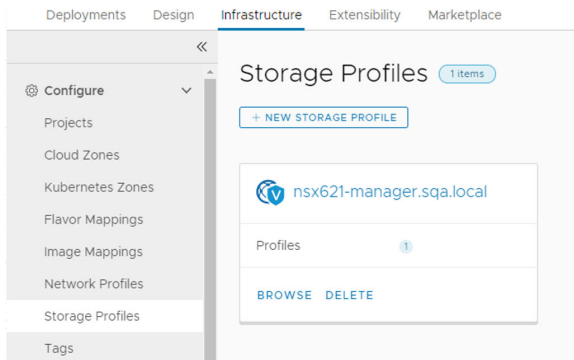 Deployments Design Infrastructure Extensibility Marketplace
«
Configure
Projects
Cloud Zones
Kubernetes Zones
Flavor Mappings
Image Mappings
Network Profiles
Storage Profiles
Tags
Storage Profiles 1 items
+ NEW STORAGE PROFILE
nsx621-manager.sqa.local
Profiles 1
BROWSE DELETE